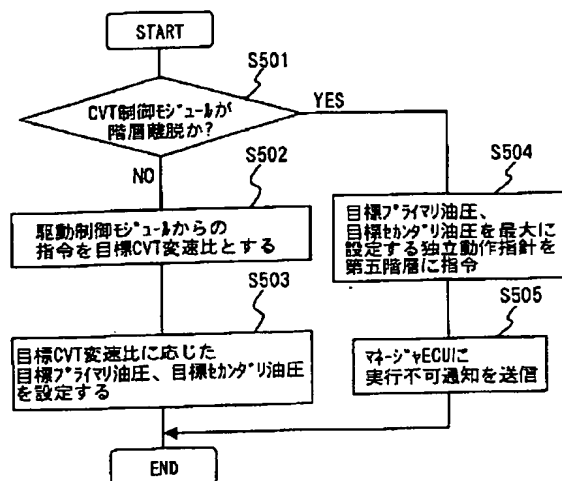 START
S501
CVT制御ﾓｼﾞｭｰﾙが
階層離脱か?
YES
NO
S502
駆動制御ﾓｼﾞｭｰﾙからの
指令を目標CVT変速比とする
S503
目標CVT変速比に応じた
目標ﾌﾟﾗｲﾏﾘ油圧、目標ｾｶﾝﾀﾞﾘ油圧
を設定する
S504
目標ﾌﾟﾗｲﾏﾘ油圧、
目標ｾｶﾝﾀﾞﾘ油圧を最大に
設定する独立動作指針を
第五階層に指令
S505
ﾏﾈｰｼﾞｬECUに
実行不可通知を送信
END